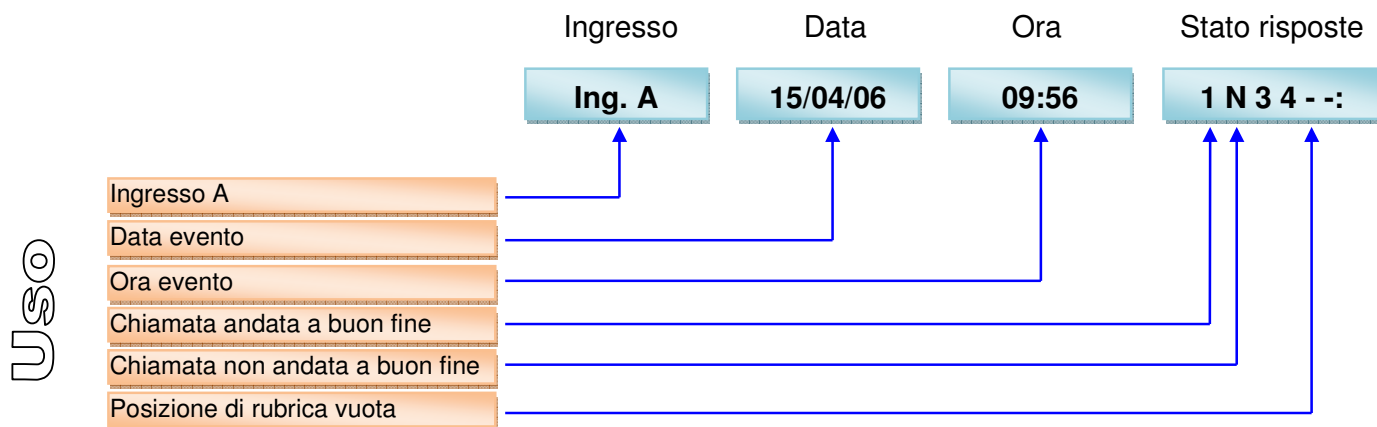 Ingresso Data Ora Stato risposte
Ing. A 15/04/06 09:56 1 N 3 4 - -:
Ingresso A
Data evento
Ora evento
Chiamata andata a buon fine
Chiamata non andata a buon fine
Posizione di rubrica vuota
Uso